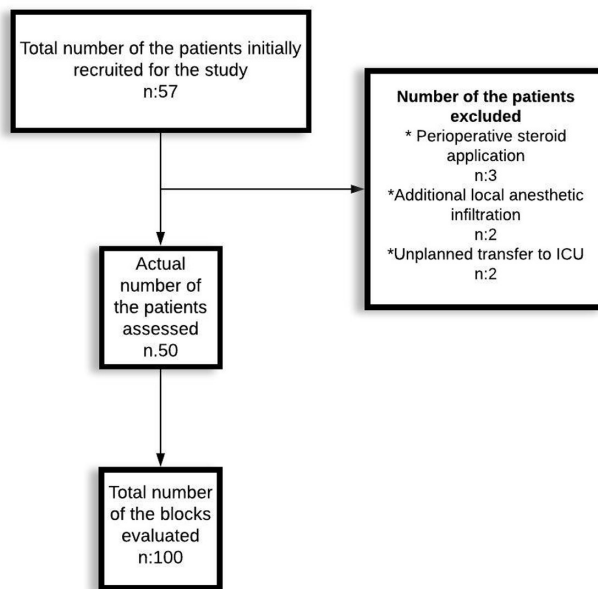 Total number of the patients initially
recruited for the study
n:57
Number of the patients
excluded
* Perioperative steroid
application
n:3
*Additional local anesthetic
infiltration
n:2
*Unplanned transfer to ICU
n:2
Actual
number of
the patients
assessed
n.50
Total number
of the blocks
evaluated
n:100